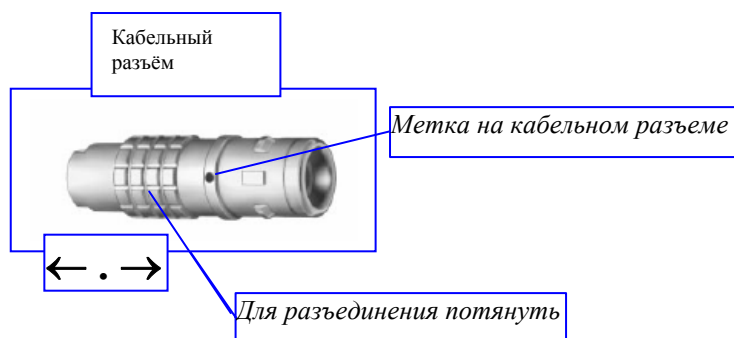 Кабельный
разъём
Метка на кабельном разъеме
← . →
Для разъединения потянуть